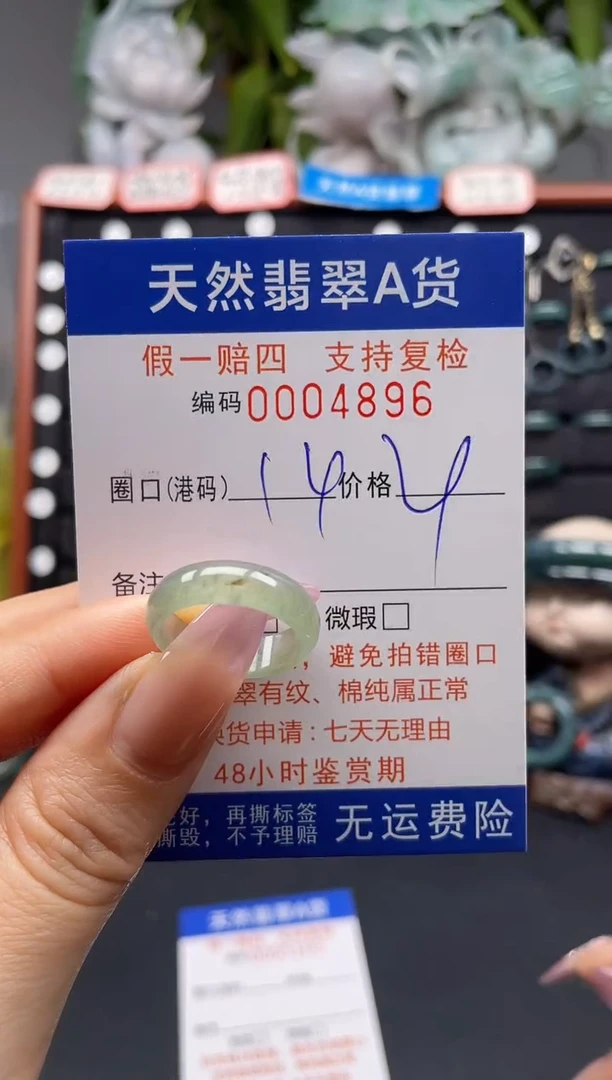 天然翡翠A货
假一赔四 支持复检
编码0004896
圈口(港码) 14 价格 y
备注
微瑕□
，避免拍错圈口
翠有纹、棉纯属正常
换货申请：七天无理由
48小时鉴赏期
好，再撕标签
撕毁，不予理赔
无运费险